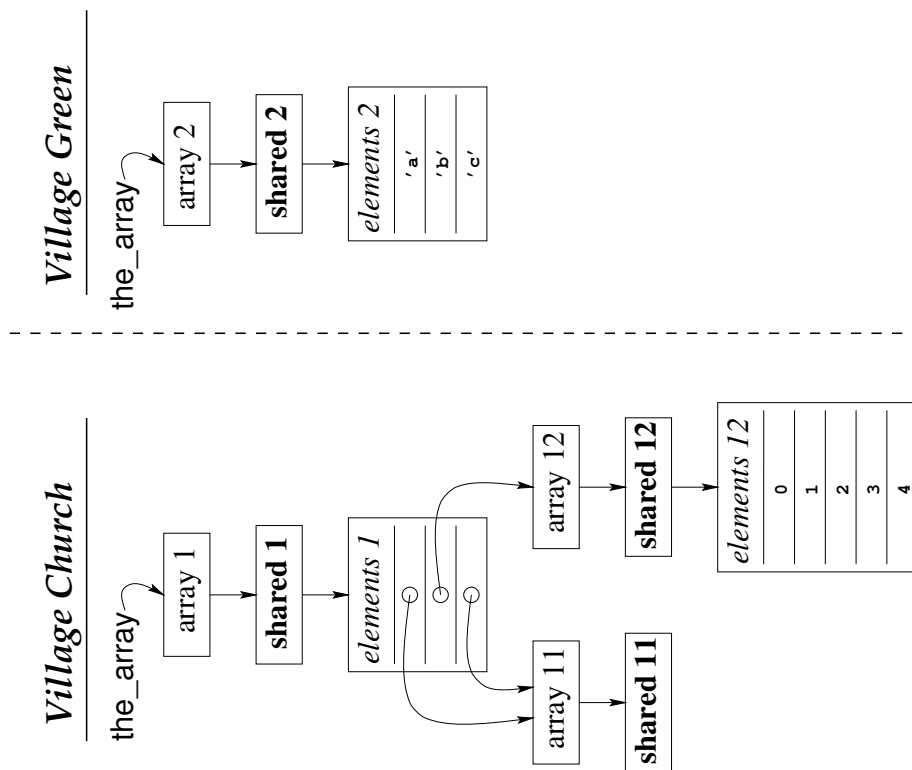 Village Church
the_array
array 1
shared 1
elements 1
array 11
shared 11
array 12
shared 12
elements 12
0
1
2
3
4
Village Green
the_array
array 2
shared 2
elements 2
'a'
'b'
'c'